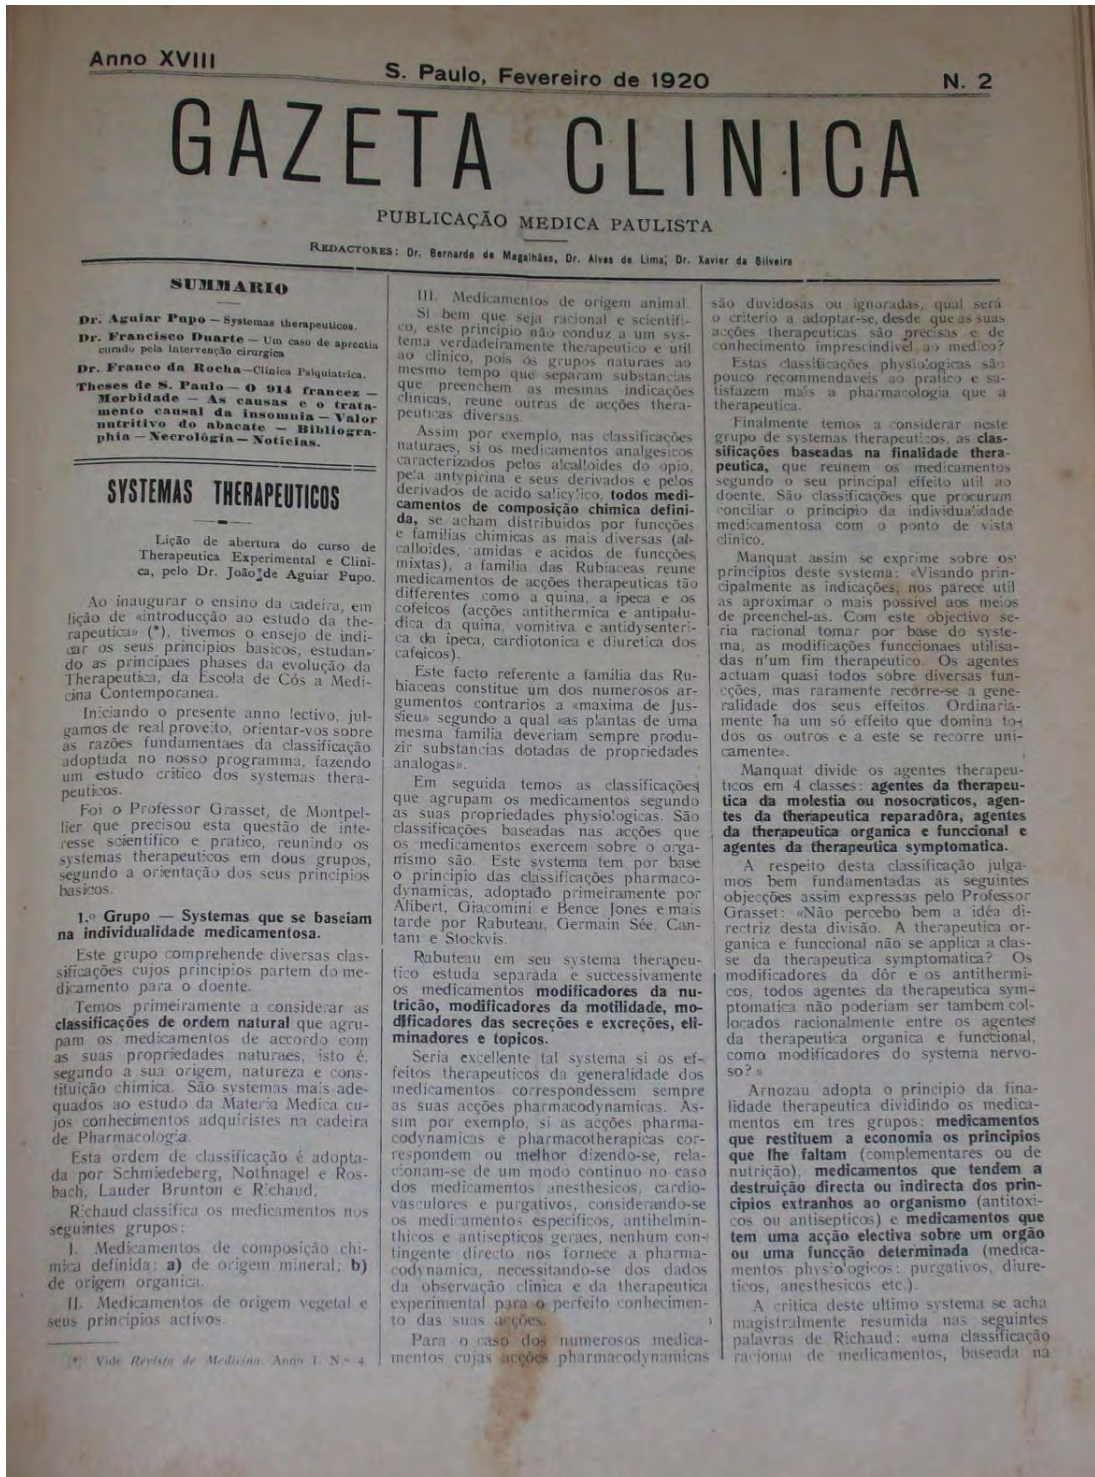 Anno XVIII
S. Paulo, Fevereiro de 1920
N. 2
GAZETA CLINICA
PUBLICAÇÃO MEDICA PAULISTA
REDACTORES: Dr. Bernardo de Magalhães, Dr. Alves de Lima, Dr. Xavier da Silveira
SUMMARIO
Dr. Aguiar Pupo — Systemas therapeuticos.
Dr. Francisco Duarte — Um caso de aproctia
curado pela intervenção cirurgica
Dr. Franco da Rocha — Clinica Psiquiatrica.
Theses de S. Paulo — O 914 francez —
Morbidade — As causas e o trata-
mento causal da insomnia — Valor
nutritivo do abacate — Bibliogra-
phia — Necrológia — Noticias.
SYSTEMAS THERAPEUTICOS
Lição de abertura do curso de
Therapeutica Experimental e Clini-
ca, pelo Dr. João de Aguiar Pupo.
Ao inaugurar o ensino da cadeira, em
lição de «introducção ao estudo da the-
rapeutica» (*), tivemos o ensejo de indi-
car os seus principios basicos, estudan-
do as principaes phases da evolução da
Therapeutica, da Escola de Cós a Medi-
cina Contemporanea.
Iniciando o presente anno lectivo, jul-
gamos de real proveito, orientar-vos sobre
as razões fundamentaes da classificação
adoptada no nosso programma, fazendo
um estudo critico dos systemas thera-
peuticos.
Foi o Professor Grasset, de Montpel-
lier que precisou esta questão de inte-
resse scientifico e pratico, reunindo os
systemas therapeuticos em dous grupos,
segundo a orientação dos seus principios
basicos.
1.º Grupo — Systemas que se baseiam
na individualidade medicamentosa.
Este grupo comprehende diversas clas-
sificações cujos principios partem do me-
dicamento para o doente.
Temos primeiramente a considerar as
classificações de ordem natural que agru-
pam os medicamentos de accordo com
as suas propriedades naturaes, isto é,
segundo a sua origem, natureza e cons-
tituição chimica. São systemas mais ade-
quados ao estudo da Materia Medica cu-
jos conhecimentos adquiristes na cadeira
de Pharmacologia.
Esta ordem de classificação é adopta-
da por Schmiedeberg, Nothnagel e Ros-
bach, Lauder Brunton e Richaud.
Richaud classifica os medicamentos nos
seguintes grupos:
I. Medicamentos de composição chi-
mica definida: a) de origem mineral; b)
de origem organica.
II. Medicamentos de origem vegetal e
seus principios activos.
(*) Vide Revista de Medicina. Anno I. N.º 4
III. Medicamentos de origem animal.
Si bem que seja racional e scientifi-
co, este principio não conduz a um sys-
tema verdadeiramente therapeutico e util
ao clinico, pois os grupos naturaes ao
mesmo tempo que separam substancias
que preenchem as mesmas indicações
clinicas, reune outras de acções thera-
peuticas diversas.
Assim por exemplo, nas classificações
naturaes, si os medicamentos analgesicos
caracterizados pelos alcalloides do opio,
pela antypirina e seus derivados e pelos
derivados de acido salicylico, todos medi-
camentos de composição chimica defini-
da, se acham distribuidos por funcções
e familias chimicas as mais diversas (al-
calloides, amidas e acidos de funcções
mixtas), a familia das Rubiaceas reune
medicamentos de acções therapeuticas tão
differentes como a quina, a ipeca e os
cofeicos (acções antithermica e antipalu-
dica da quina, vomitiva e antidysenteri-
ca da ipeca, cardiotonica e diuretica dos
cafeicos).
Este facto referente a familia das Ru-
biaceas constitue um dos numerosos ar-
gumentos contrarios a «maxima de Jus-
sieu» segundo a qual «as plantas de uma
mesma familia deveriam sempre produ-
zir substancias dotadas de propriedades
analogas».
Em seguida temos as classificações
que agrupam os medicamentos segundo
as suas propriedades physiologicas. São
classificações baseadas nas acções que
os medicamentos exercem sobre o orga-
nismo são. Este systema tem por base
o principio das classificações pharmaco-
dynamicas, adoptado primeiramente por
Alibert, Giacomini e Bence Jones e mais
tarde por Rabuteau, Germain Sée, Can-
tani e Stockvis.
Rabuteau em seu systema therapeu-
tico estuda separada e successivamente
os medicamentos modificadores da nu-
trição, modificadores da motilidade, mo-
dificadores das secreções e excreções, eli-
minadores e topicos.
Seria excellente tal systema si os ef-
feitos therapeuticos da generalidade dos
medicamentos correspondessem sempre
as suas acções pharmacodynamicas. As-
sim por exemplo, si as acções pharma-
codynamicas e pharmacotherapicas cor-
respondem ou melhor dizendo-se, rela-
cionam-se de um modo continuo no caso
dos medicamentos anesthesicos, cardio-
vasculores e purgativos, considerando-se
os medicamentos especificos, antihelmin-
thicos e antisepticos geraes, nenhum con-
tingente directo nos fornece a pharma-
codynamica, necessitando-se dos dados
da observação clinica e da therapeutica
experimental para o perfeito conhecimen-
to das suas acções.
Para o caso dos numerosos medica-
mentos cujas acções pharmacodynamicas
são duvidosas ou ignoradas, qual será
o criterio a adoptar-se, desde que as suas
acções therapeuticas são precisas e de
conhecimento imprescindivel ao medico?
Estas classificações physiologicas são
pouco recommendaveis ao pratico e sa-
tisfazem mais a pharmacologia que a
therapeutica.
Finalmente temos a considerar neste
grupo de systemas therapeuticos, as clas-
sificações baseadas na finalidade thera-
peutica, que reunem os medicamentos
segundo o seu principal effeito util ao
doente. São classificações que procuram
conciliar o principio da individualidade
medicamentosa com o ponto de vista
clinico.
Manquat assim se exprime sobre os
principios deste systema: «Visando prin-
cipalmente as indicações, nos parece util
as aproximar o mais possivel aos meios
de preenchel-as. Com este objectivo se-
ria racional tomar por base do syste-
ma, as modificações funccionaes utilisa-
das n'um fim therapeutico. Os agentes
actuam quasi todos sobre diversas fun-
cções, mas raramente recorre-se a gene-
ralidade dos seus effeitos. Ordinaria-
mente ha um só effeito que domina to-
dos os outros e a este se recorre uni-
camente».
Manquat divide os agentes therapeu-
ticos em 4 classes: agentes da therapeu-
tica da molestia ou nosocraticos, agen-
tes da therapeutica reparadôra, agentes
da therapeutica organica e funccional e
agentes da therapeutica symptomatica.
A respeito desta classificação julga-
mos bem fundamentadas as seguintes
objecções assim expressas pelo Professor
Grasset: «Não percebo bem a idéa di-
rectriz desta divisão. A therapeutica or-
ganica e funccional não se applica a clas-
se da therapeutica symptomatica? Os
modificadores da dôr e os antithermi-
cos, todos agentes da therapeutica sym-
ptomatica não poderiam ser tambem col-
locados racionalmente entre os agentes
da therapeutica organica e funccional,
como modificadores do systema nervo-
so?»
Arnozau adopta o principio da fina-
lidade therapeutica dividindo os medica-
mentos em tres grupos: medicamentos
que restituem a economia os principios
que lhe faltam (complementares ou de
nutrição), medicamentos que tendem a
destruição directa ou indirecta dos prin-
cipios extranhos ao organismo (antitoxi-
cos ou antisepticos) e medicamentos que
tem uma acção electiva sobre um orgão
ou uma funcção determinada (medica-
mentos physiologicos: purgativos, diure-
ticos, anesthesicos etc.).
A critica deste ultimo systema se acha
magistralmente resumida nas seguintes
palavras de Richaud: «uma classificação
racional de medicamentos, baseada na